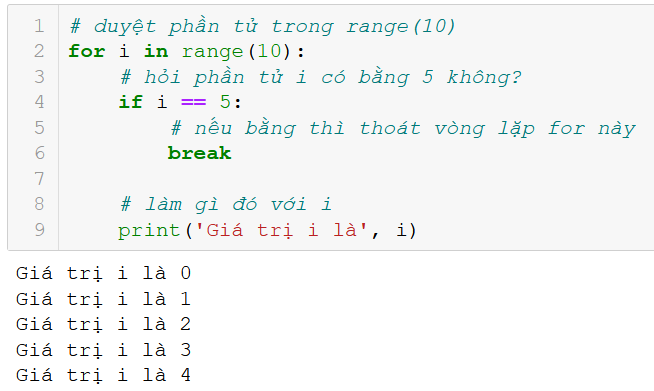 1 # duyệt phần tử trong range(10)
2 for i in range(10):
3     # hỏi phần tử i có bằng 5 không?
4     if i == 5:
5         # nếu bằng thì thoát vòng lặp for này
6         break
7
8     # làm gì đó với i
9     print('Giá trị i là', i)
Giá trị i là 0
Giá trị i là 1
Giá trị i là 2
Giá trị i là 3
Giá trị i là 4